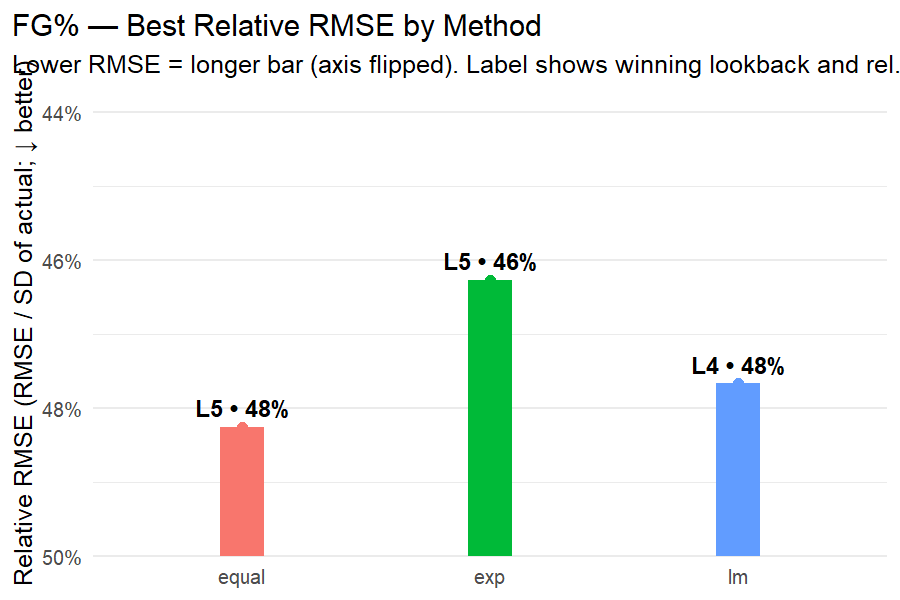 FG% — Best Relative RMSE by Method
Lower RMSE = longer bar (axis flipped). Label shows winning lookback and rel.
Relative RMSE (RMSE / SD of actual; ↓ better)
44%
46%
48%
50%
L5 • 48%
L5 • 46%
L4 • 48%
equal
exp
lm